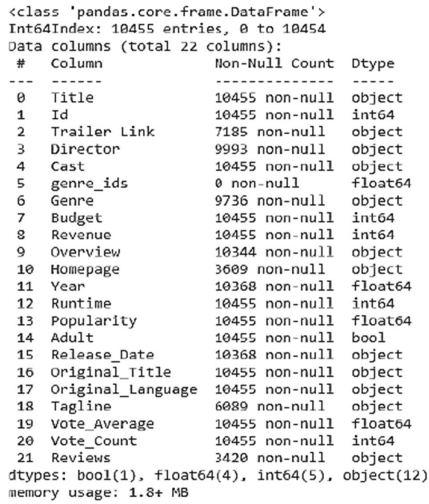 <class 'pandas.core.frame.DataFrame'>
Int64Index: 10455 entries, 0 to 10454
Data columns (total 22 columns):
 #   Column             Non-Null Count  Dtype
---  ------             --------------  -----
 0   Title              10455 non-null  object
 1   Id                 10455 non-null  int64
 2   Trailer Link       7185 non-null   object
 3   Director           9993 non-null   object
 4   Cast               10455 non-null  object
 5   genre_ids          0 non-null      float64
 6   Genre              9736 non-null   object
 7   Budget             10455 non-null  int64
 8   Revenue            10455 non-null  int64
 9   Overview           10344 non-null  object
 10  Homepage           3609 non-null   object
 11  Year               10368 non-null  float64
 12  Runtime            10455 non-null  int64
 13  Popularity         10455 non-null  float64
 14  Adult              10455 non-null  bool
 15  Release_Date       10368 non-null  object
 16  Original_Title     10455 non-null  object
 17  Original_Language  10455 non-null  object
 18  Tagline            6089 non-null   object
 19  Vote_Average       10455 non-null  float64
 20  Vote_Count         10455 non-null  int64
 21  Reviews            3420 non-null   object
dtypes: bool(1), float64(4), int64(5), object(12)
memory usage: 1.8+ MB